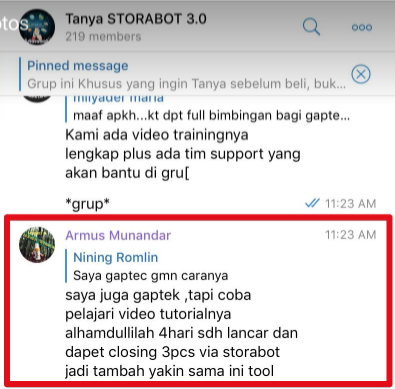 tos
Tanya STORABOT 3.0
219 members
Pinned message
Grup ini Khusus yang ingin Tanya sebelum beli, buk...
milyader mama
maaf apkh...kt dpt full bimbingan bagi gapte...
Kami ada video trainingnya
lengkap plus ada tim support yang
akan bantu di gru[
*grup*
11:23 AM
Armus Munandar
11:23 AM
Nining Romlin
Saya gaptec gmn caranya
saya juga gaptek ,tapi coba
pelajari video tutorialnya
alhamdullilah 4hari sdh lancar dan
dapet closing 3pcs via storabot
jadi tambah yakin sama ini tool